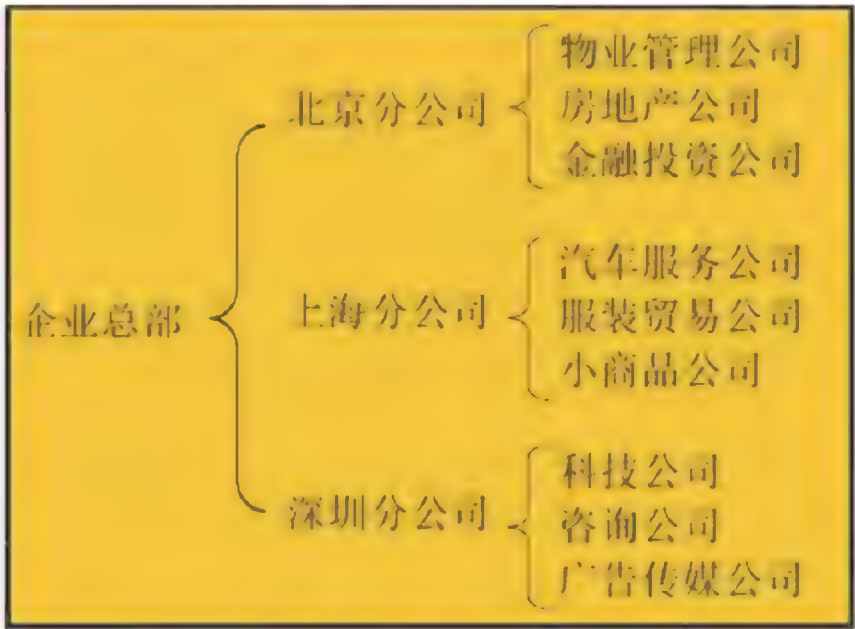 企业总部
北京分公司
物业管理公司
房地产公司
金融投资公司
上海分公司
汽车服务公司
服装贸易公司
小商品公司
深圳分公司
科技公司
咨询公司
广告传媒公司